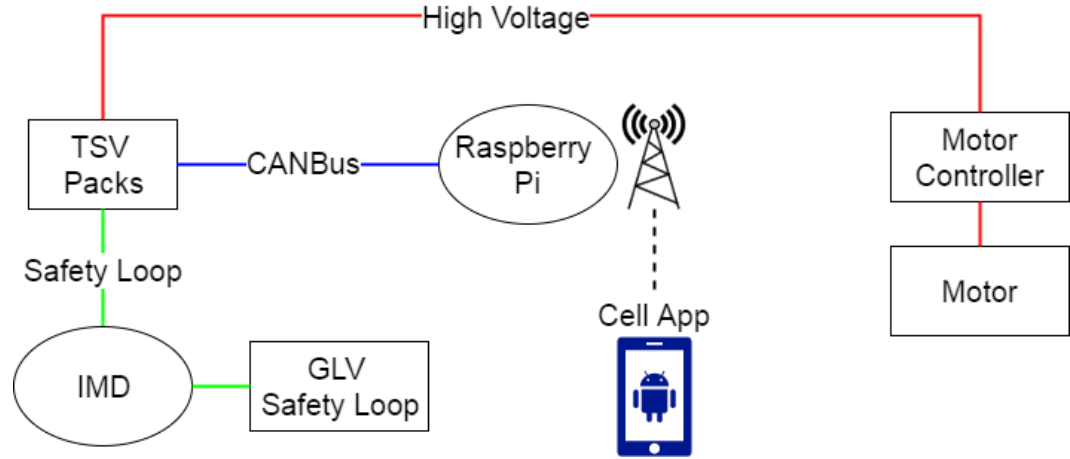 High Voltage
TSV
Packs
CANBus
Raspberry
Pi
Motor
Controller
Safety Loop
Motor
Cell App
IMD
GLV
Safety Loop